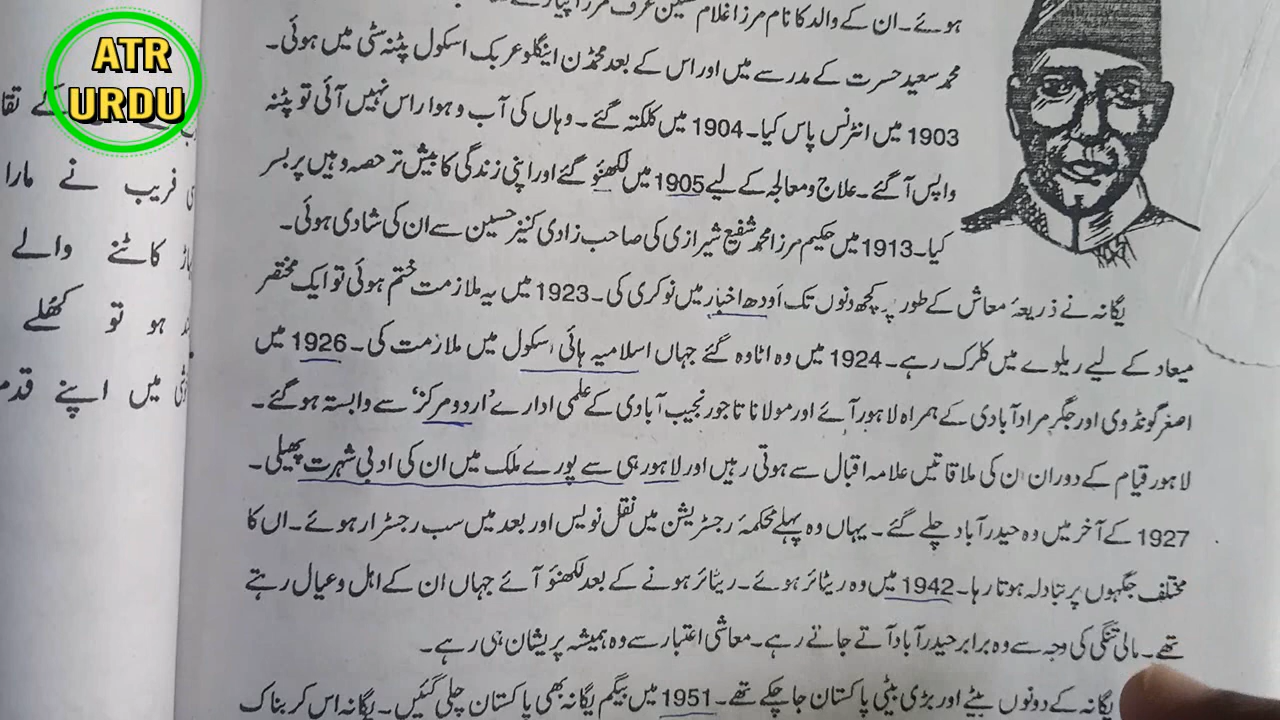 ATR
URDU
ہوئے۔ ان کے والد کا نام مرزا غلام حسین عرف مرزا پیارے
محمد سعید حسرت کے مدرسے میں اور اس کے بعد محمڈن اینگلو عربک اسکول پٹنہ سٹی میں ہوئی۔
1903 میں انٹرنس پاس کیا۔ 1904 میں کلکتہ گئے۔ وہاں کی آب و ہوا راس نہیں آئی تو پٹنہ
واپس آگئے۔ علاج و معالجہ کے لیے 1905 میں لکھنؤ گئے اور اپنی زندگی کا بیش تر حصہ وہیں پر بسر
کیا۔ 1913 میں حکیم مرزا محمد شفیع شیرازی کی صاحب زادی کنیز حسین سے ان کی شادی ہوئی۔
یگانہ نے ذریعۂ معاش کے طور پر کچھ دنوں تک اَودھ اخبار میں نوکری کی۔ 1923 میں یہ ملازمت ختم ہوئی تو ایک مختصر
میعاد کے لیے ریلوے میں کلرک رہے۔ 1924 میں وہ اٹاوہ گئے جہاں اسلامیہ ہائی اسکول میں ملازمت کی۔ 1926 میں
اصغر گونڈوی اور جگر مرادآبادی کے ہمراہ لاہور آئے اور مولانا تاجور نجیب آبادی کے علمی ادارے ’اردو مرکز‘ سے وابستہ ہوگئے۔
لاہور قیام کے دوران ان کی ملاقاتیں علامہ اقبال سے ہوتی رہیں اور لاہور ہی سے پورے ملک میں ان کی ادبی شہرت پھیلی۔
1927 کے آخر میں وہ حیدرآباد چلے گئے۔ یہاں وہ پہلے محکمۂ رجسٹریشن میں نقل نویس اور بعد میں سب رجسٹرار ہوئے۔ اں کا
مختلف جگہوں پر تبادلہ ہوتا رہا۔ 1942 میں وہ ریٹائر ہوئے۔ ریٹائر ہونے کے بعد لکھنؤ آئے جہاں ان کے اہل و عیال رہتے
تھے۔ مالی تنگی کی وجہ سے وہ برابر حیدرآباد آتے جاتے رہے۔ معاشی اعتبار سے وہ ہمیشہ پریشان ہی رہے۔
یگانہ کے دونوں بیٹے اور بڑی بیٹی پاکستان جاچکے تھے۔ 1951 میں بیگم یگانہ بھی پاکستان چلی گئیں۔ یگانہ اس کربناک
کے تقا
فریب نے مارا
کاٹنے والے
ہو تو کھُلے
میں اپنے قدم